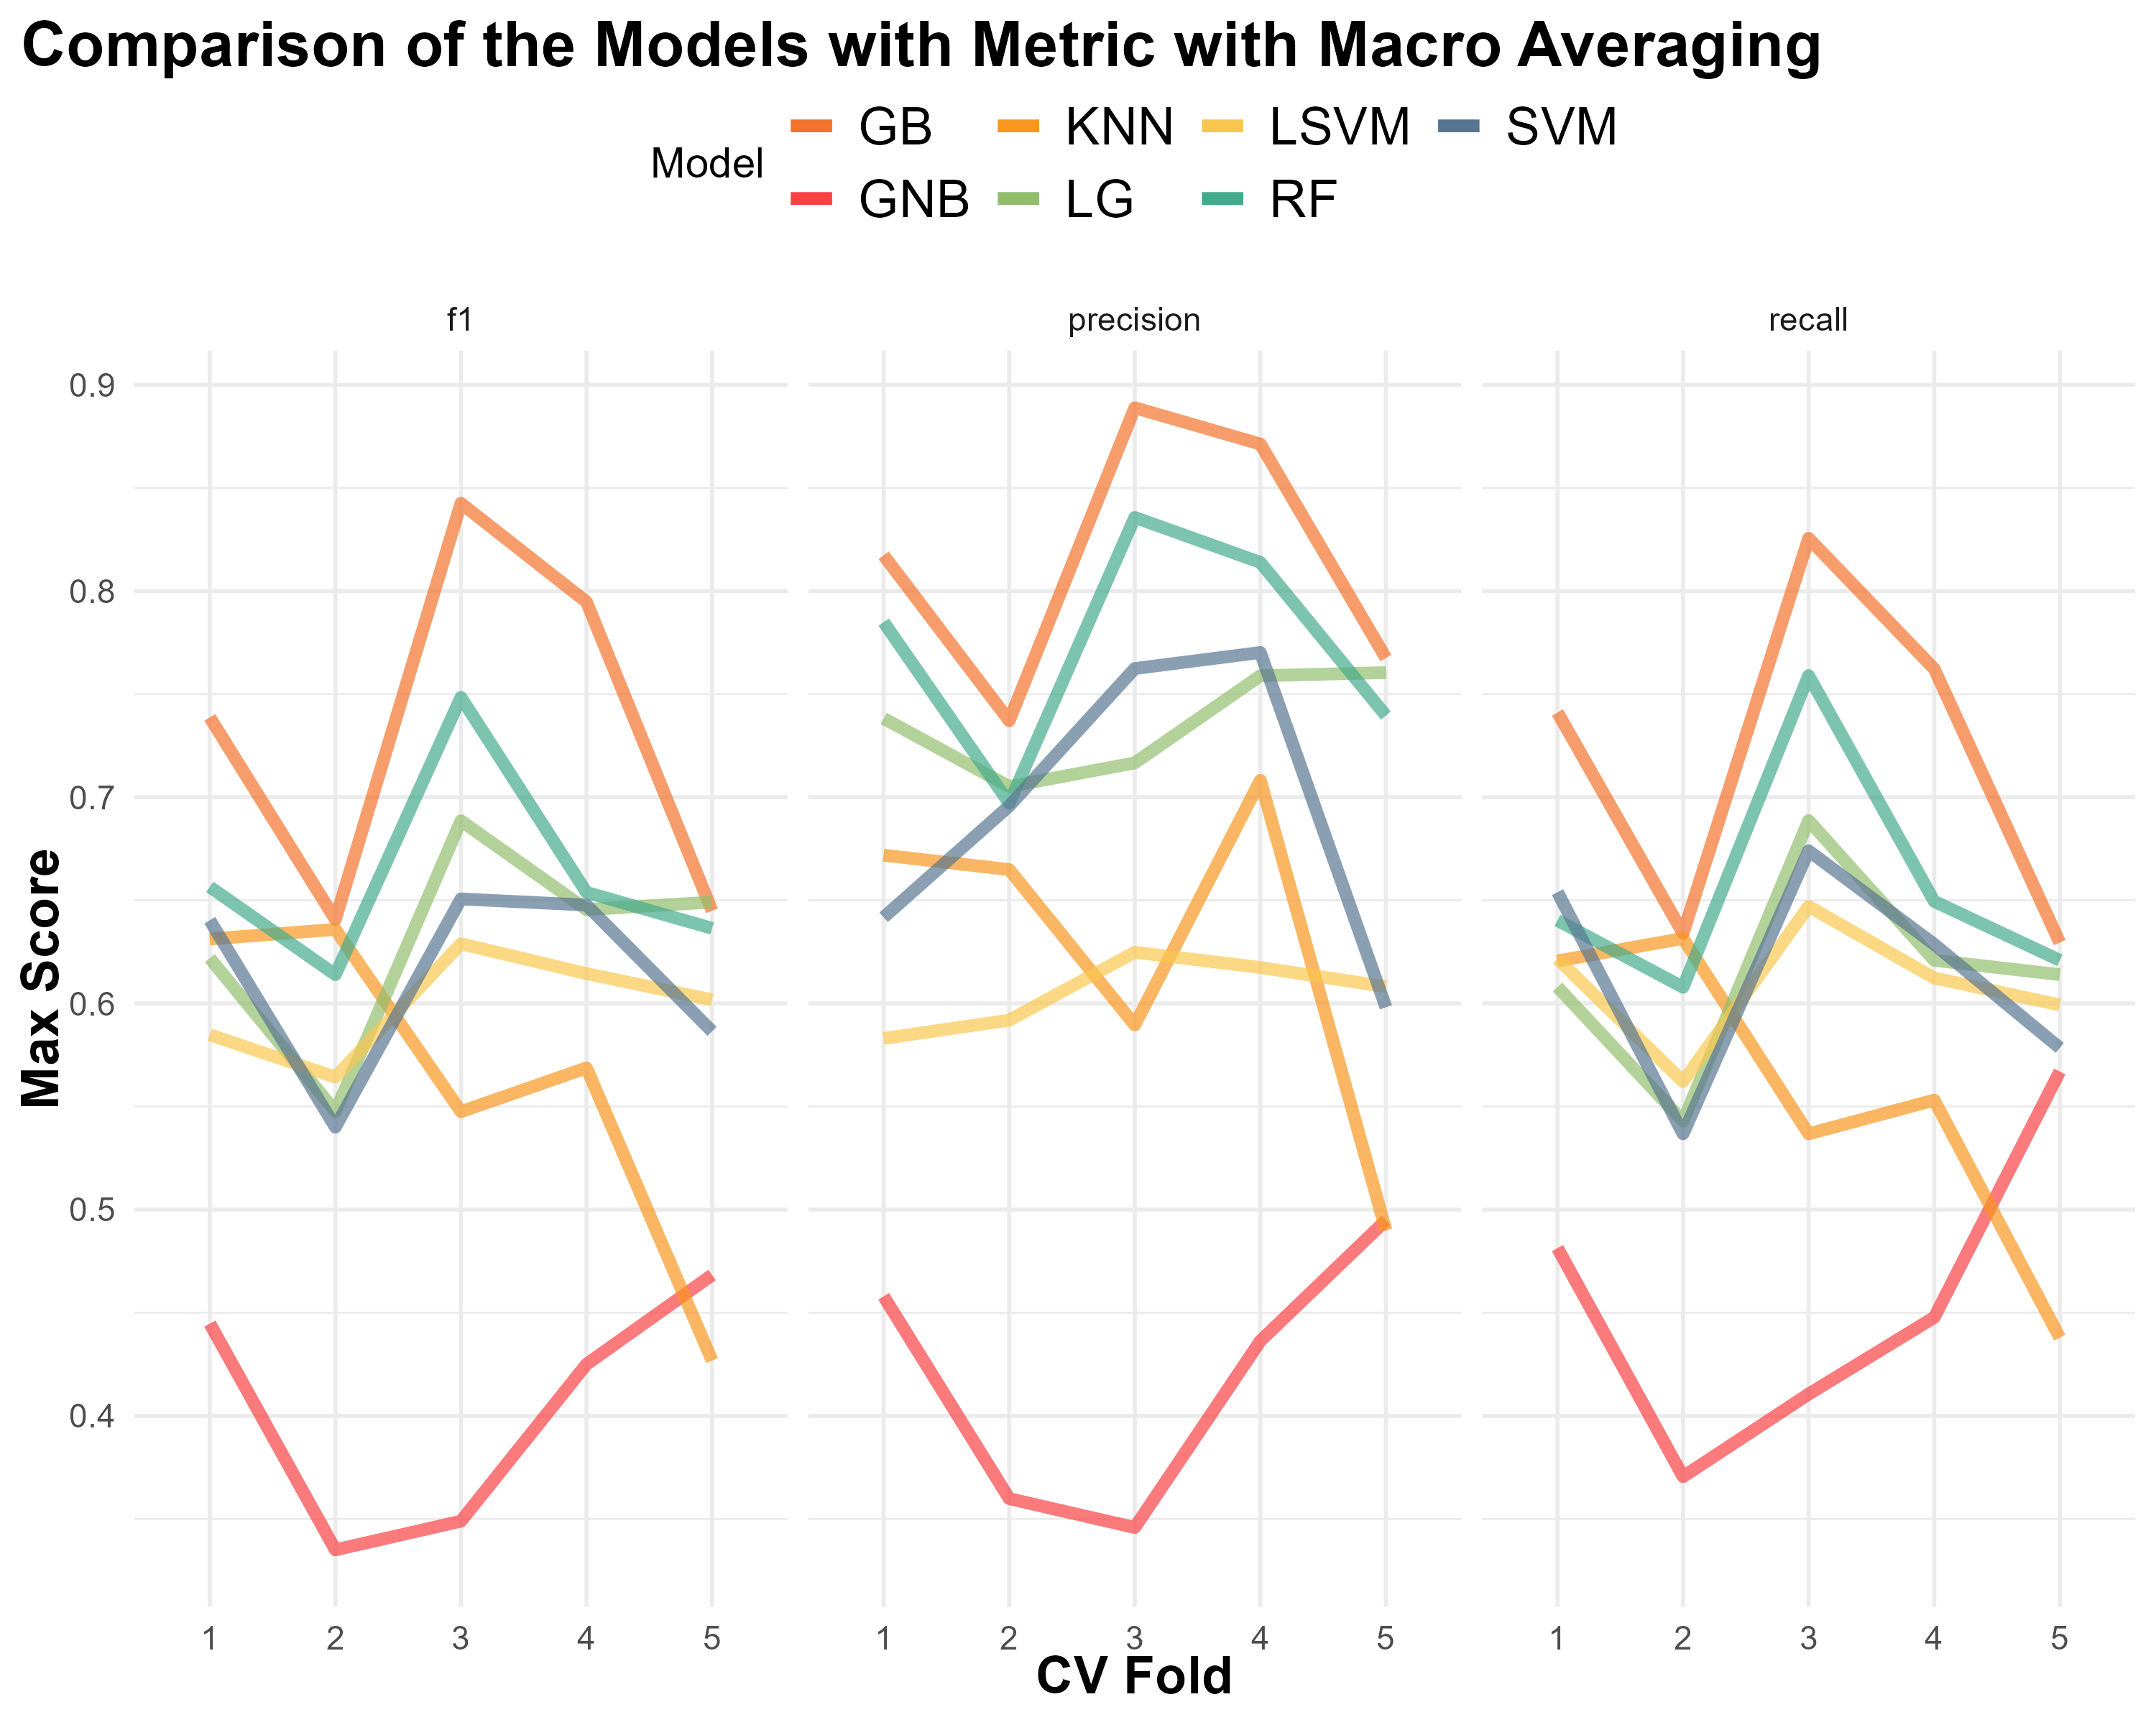 Comparison of the Models with Metric with Macro Averaging
Model
GB KNN LSVM SVM
GNB LG RF
f1 precision recall
0.9
0.8
0.7
0.6
0.5
0.4
Max Score
1 2 3 4 5 1 2 3 4 5 1 2 3 4 5
CV Fold